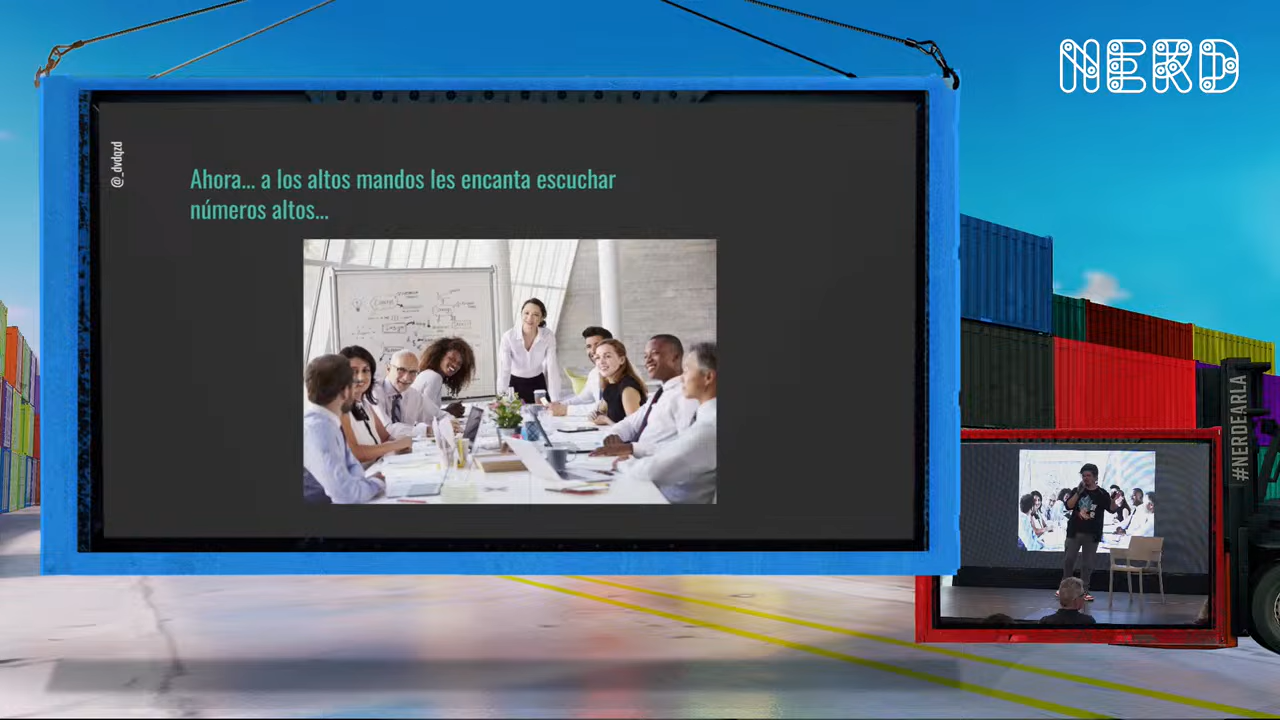 NERD
@_dvdqzd
Ahora... a los altos mandos les encanta escuchar
números altos...
#NERDEARLA